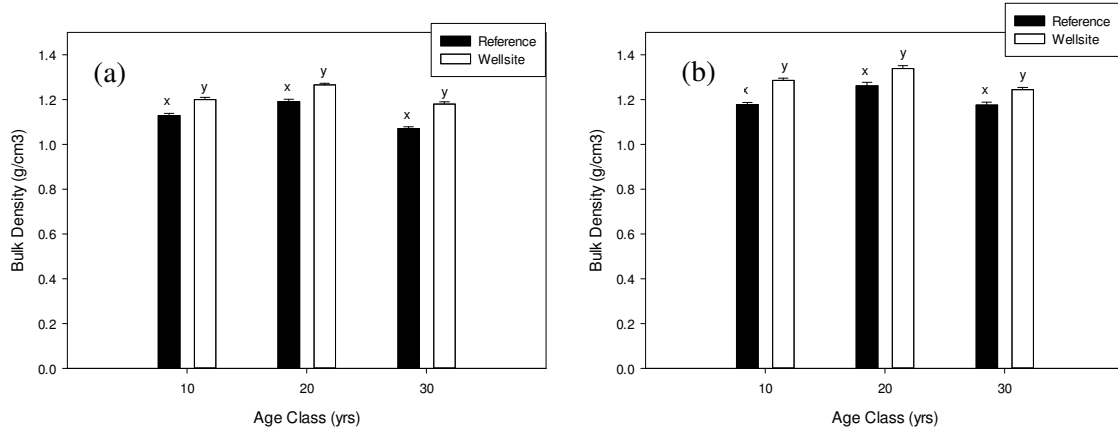 Reference
Wellsite
(a)
1.4
1.2
1.0
0.8
0.6
0.4
0.2
0.0
Bulk Density (g/cm3)
x
y
x
y
x
y
10
20
30
Age Class (yrs)
Reference
Wellsite
(b)
1.4
1.2
1.0
0.8
0.6
0.4
0.2
0.0
Bulk Density (g/cm3)
x
y
x
y
x
y
10
20
30
Age Class (yrs)